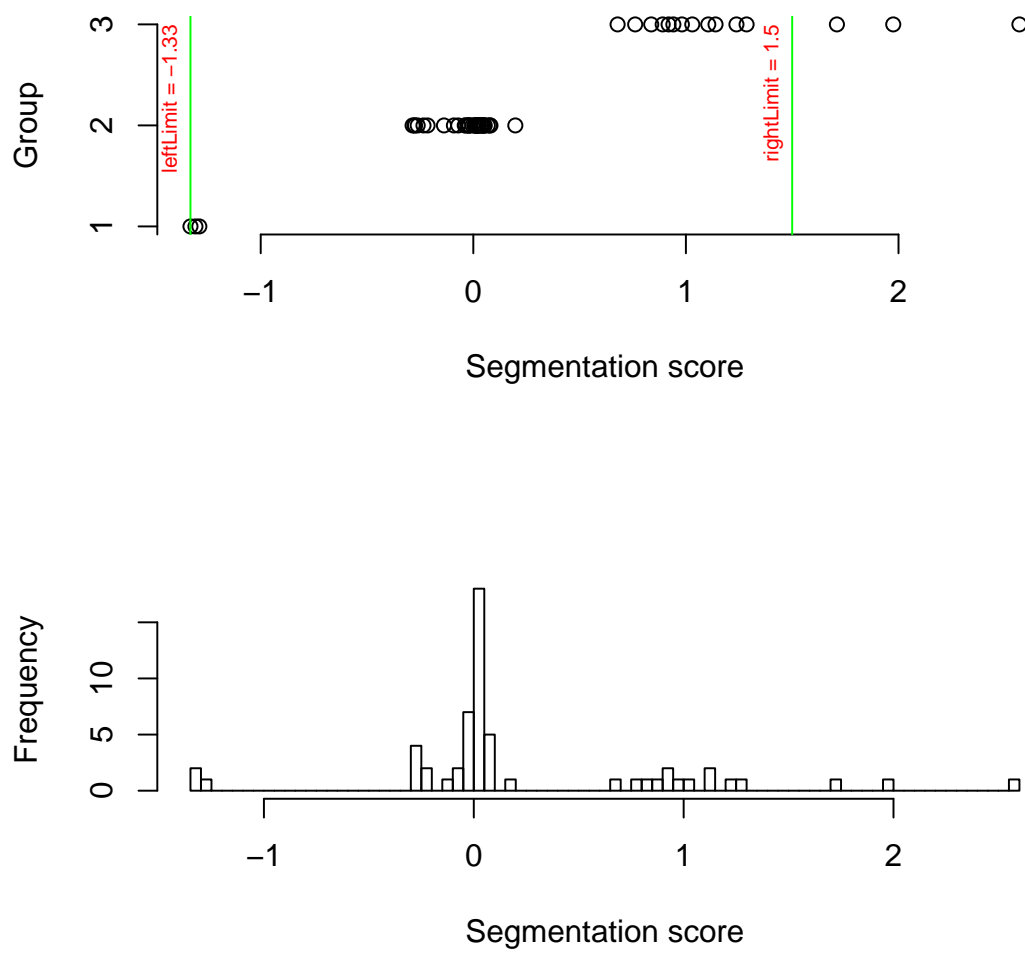 Group
3
2
1
leftLimit = −1.33
rightLimit = 1.5
−1 0 1 2
Segmentation score
Frequency
10
5
0
−1 0 1 2
Segmentation score